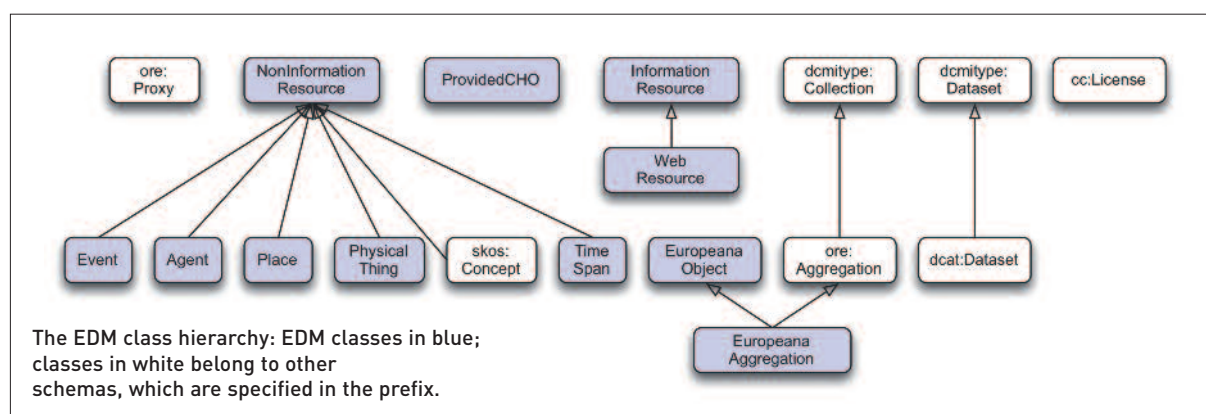 ore:
Proxy
NonInformation
Resource
ProvidedCHO
Information
Resource
dcmitype:
Collection
dcmitype:
Dataset
cc:License
Web
Resource
Event
Agent
Place
Physical
Thing
skos:
Concept
Time
Span
Europeana
Object
ore:
Aggregation
dcat:Dataset
Europeana
Aggregation
The EDM class hierarchy: EDM classes in blue;
classes in white belong to other
schemas, which are specified in the prefix.